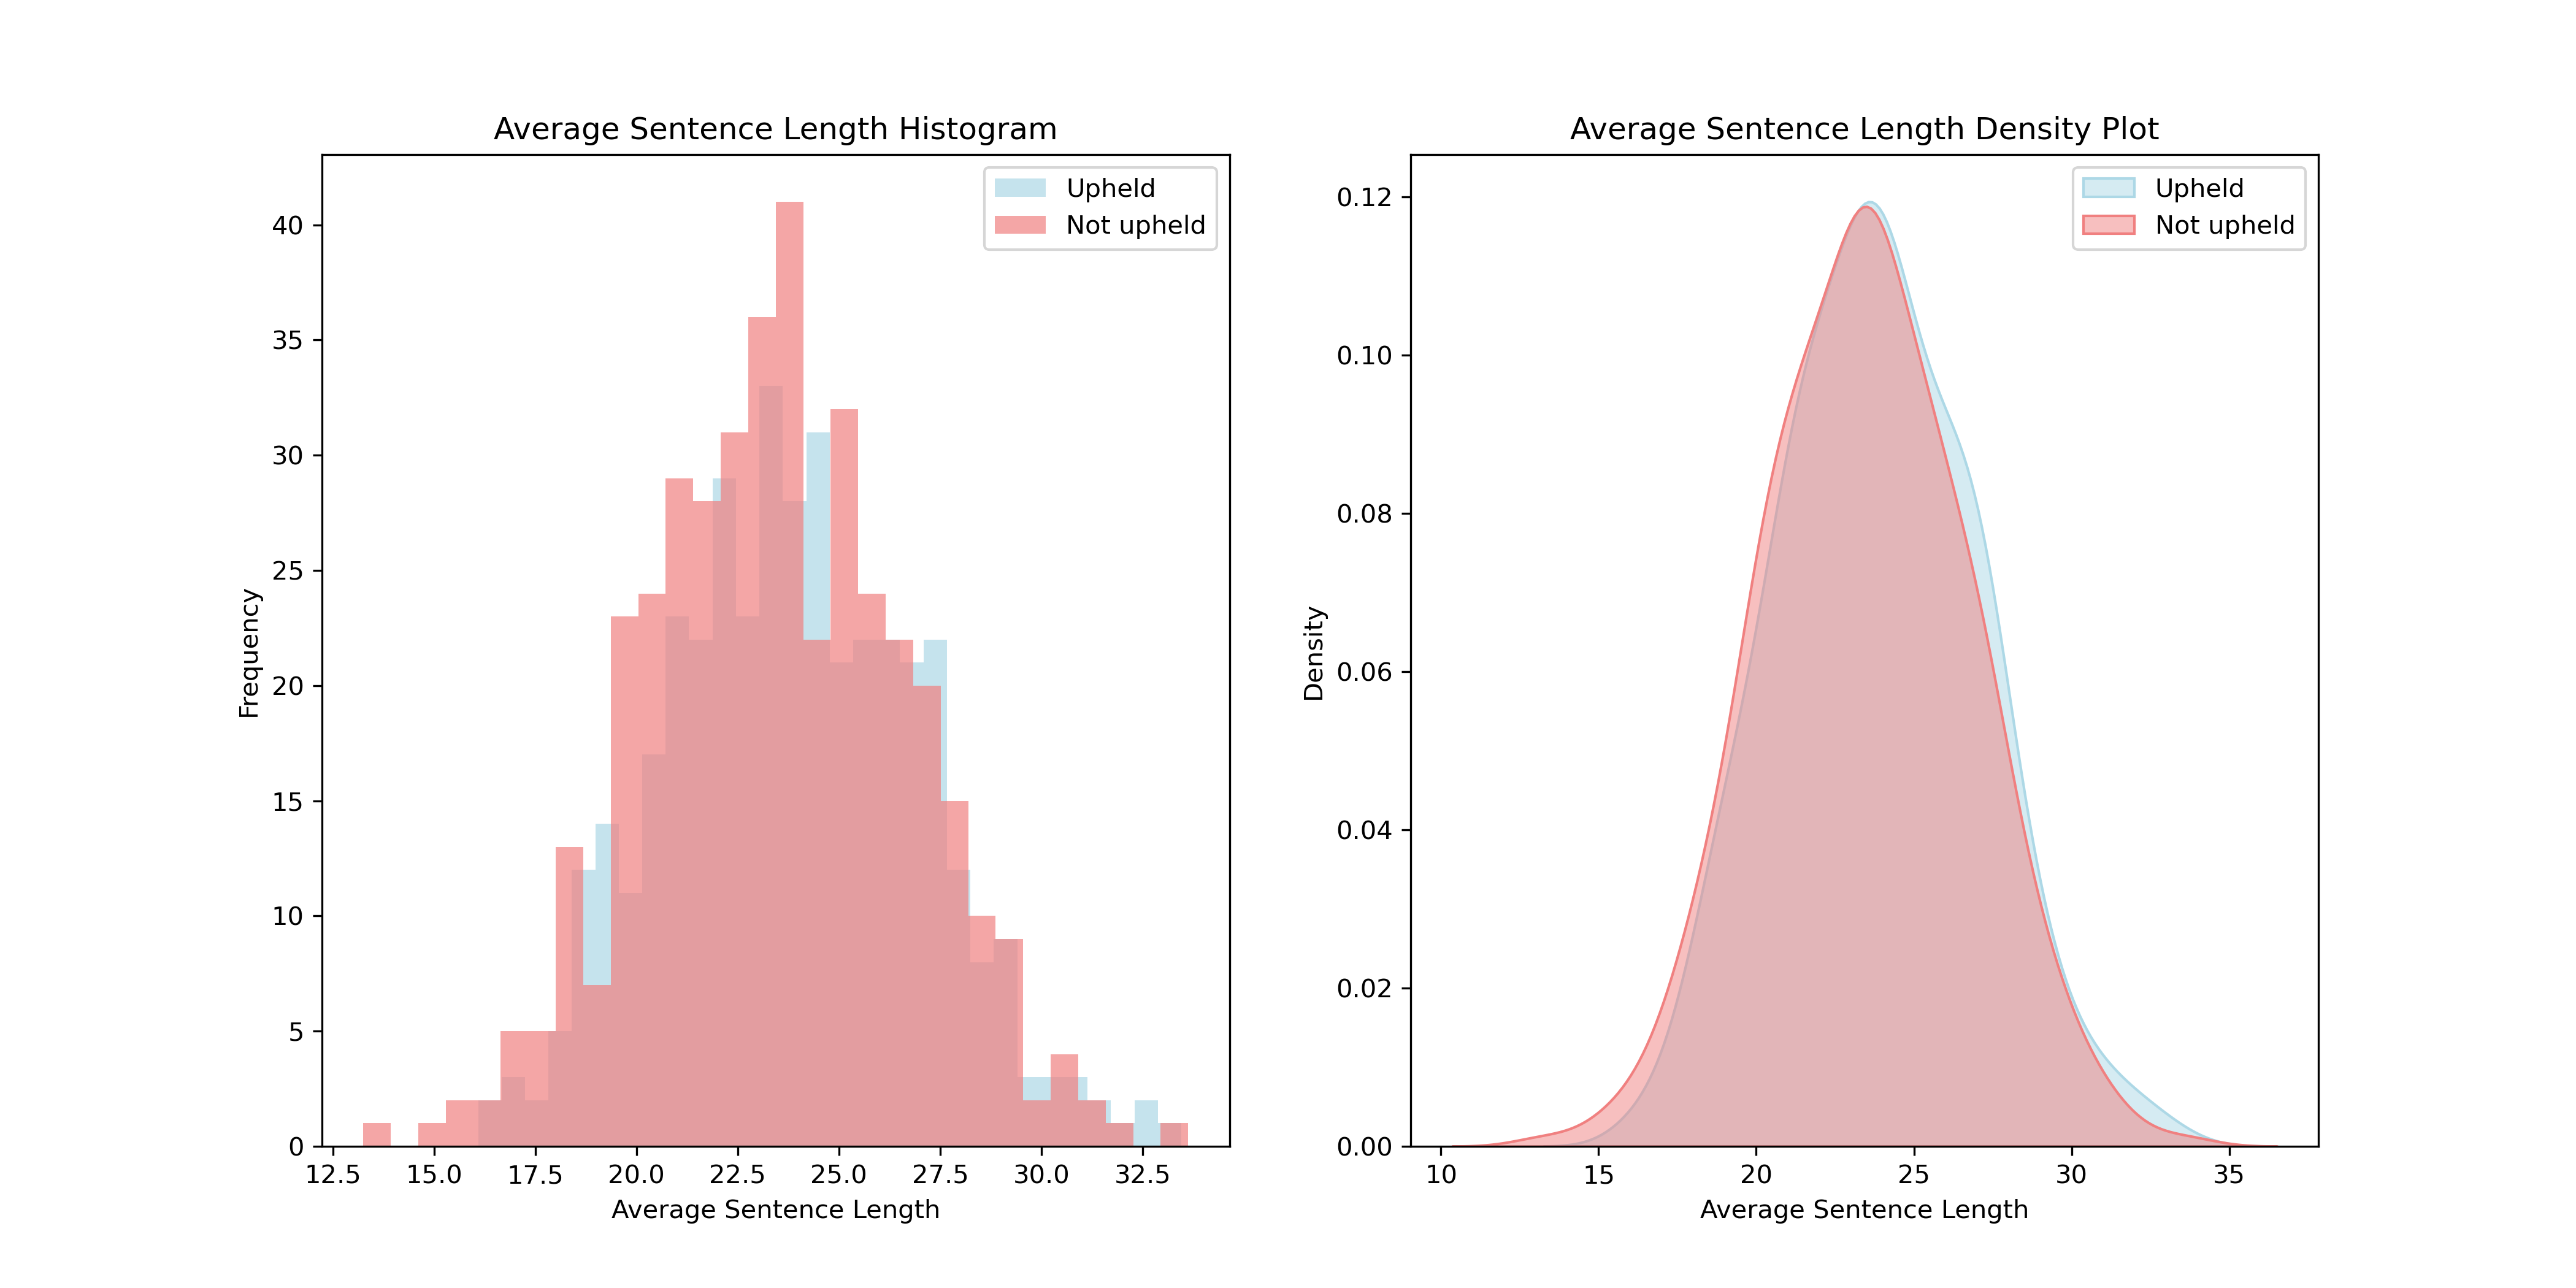 Average Sentence Length Histogram
Upheld
Not upheld
40
35
30
25
20
15
10
5
0
Frequency
12.5 15.0 17.5 20.0 22.5 25.0 27.5 30.0 32.5
Average Sentence Length
Average Sentence Length Density Plot
Upheld
Not upheld
0.12
0.10
0.08
0.06
0.04
0.02
0.00
Density
10 15 20 25 30 35
Average Sentence Length